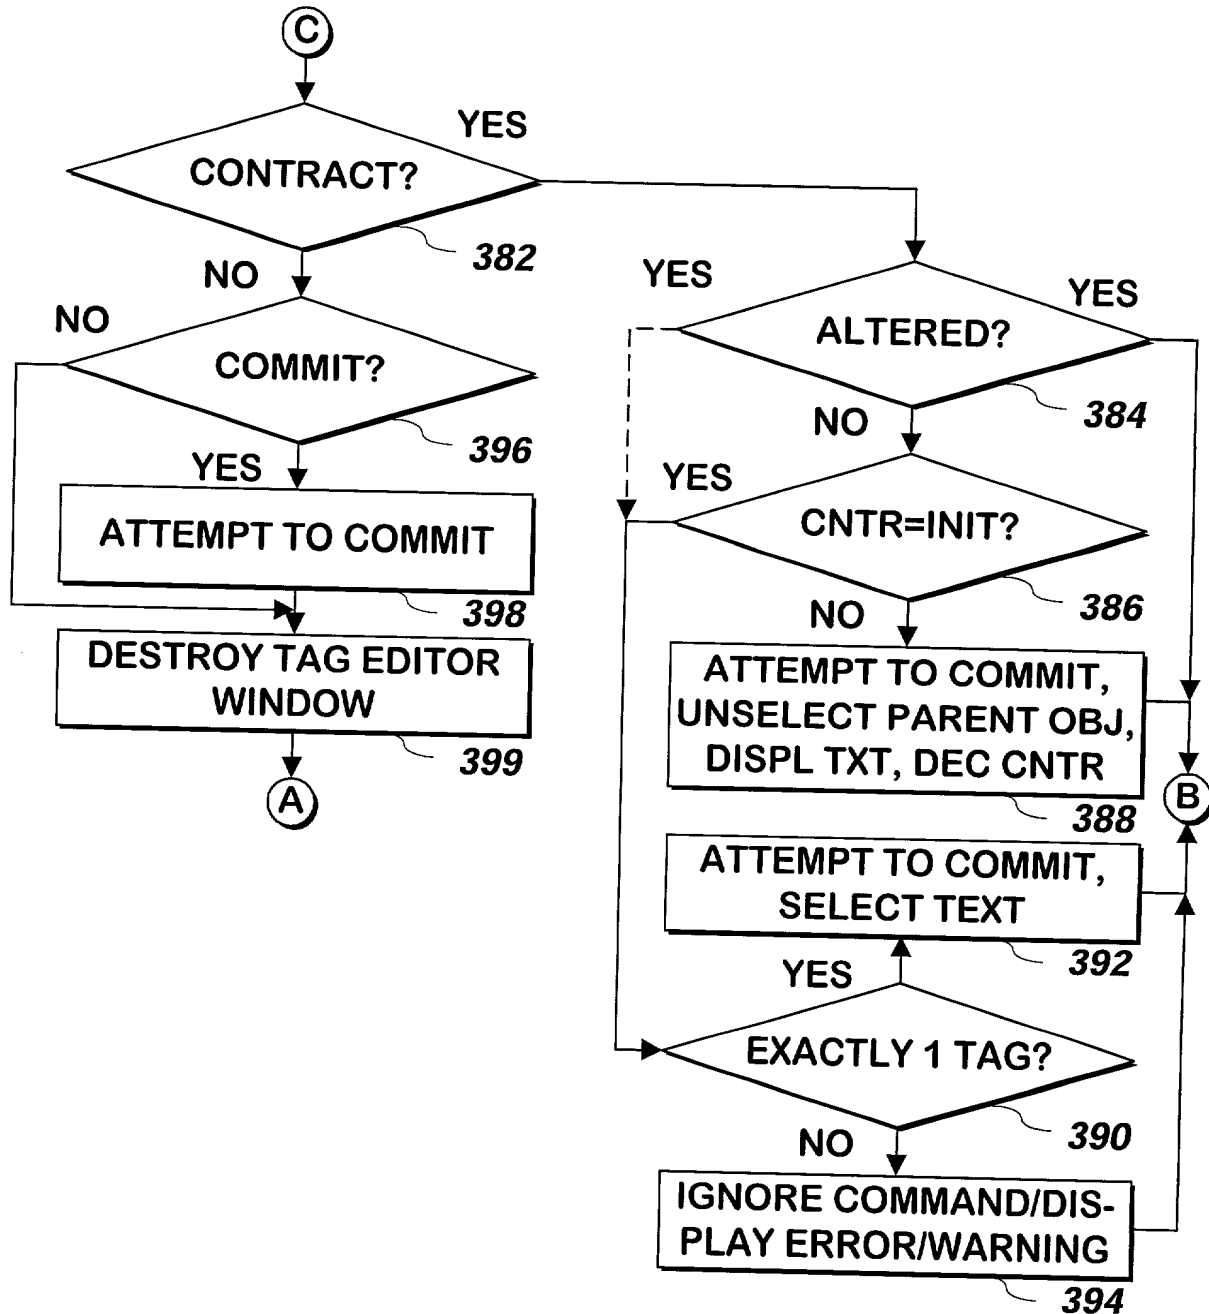 C
YES
CONTRACT?
382
NO
NO
COMMIT?
396
YES
ATTEMPT TO COMMIT
398
DESTROY TAG EDITOR
WINDOW
399
A
YES
YES
ALTERED?
384
NO
YES
CNTR=INIT?
386
NO
ATTEMPT TO COMMIT,
UNSELECT PARENT OBJ,
DISPL TXT, DEC CNTR
388
B
ATTEMPT TO COMMIT,
SELECT TEXT
392
YES
EXACTLY 1 TAG?
390
NO
IGNORE COMMAND/DIS-
PLAY ERROR/WARNING
394